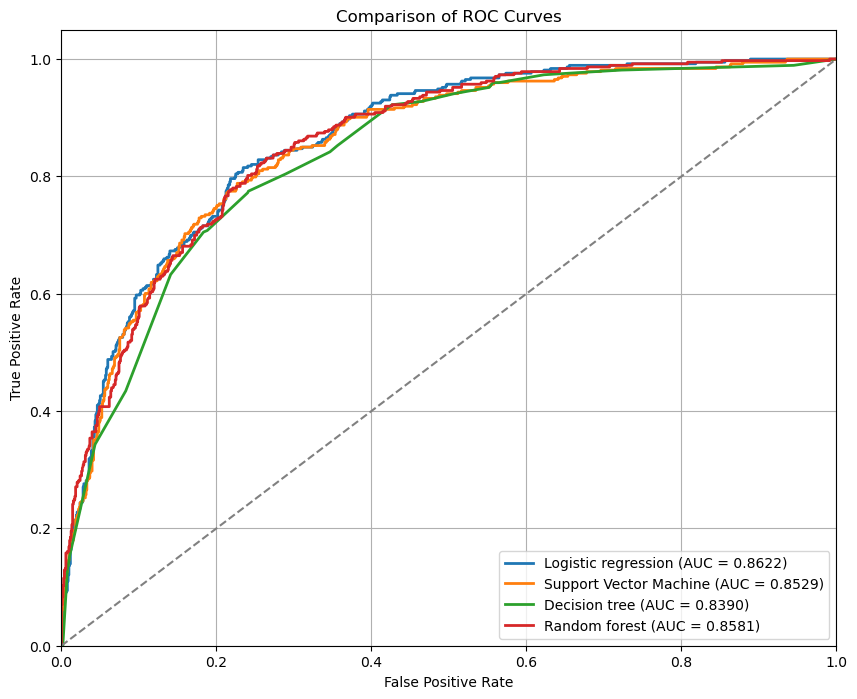 Comparison of ROC Curves
1.0
0.8
0.6
0.4
0.2
0.0
True Positive Rate
Logistic regression (AUC = 0.8622)
Support Vector Machine (AUC = 0.8529)
Decision tree (AUC = 0.8390)
Random forest (AUC = 0.8581)
0.0 0.2 0.4 0.6 0.8 1.0
False Positive Rate